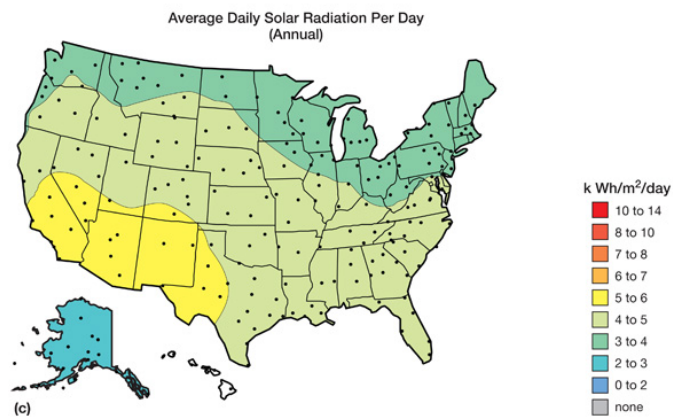 Average Daily Solar Radiation Per Day
(Annual)
k Wh/m²/day
10 to 14
8 to 10
7 to 8
6 to 7
5 to 6
4 to 5
3 to 4
2 to 3
0 to 2
none
(c)